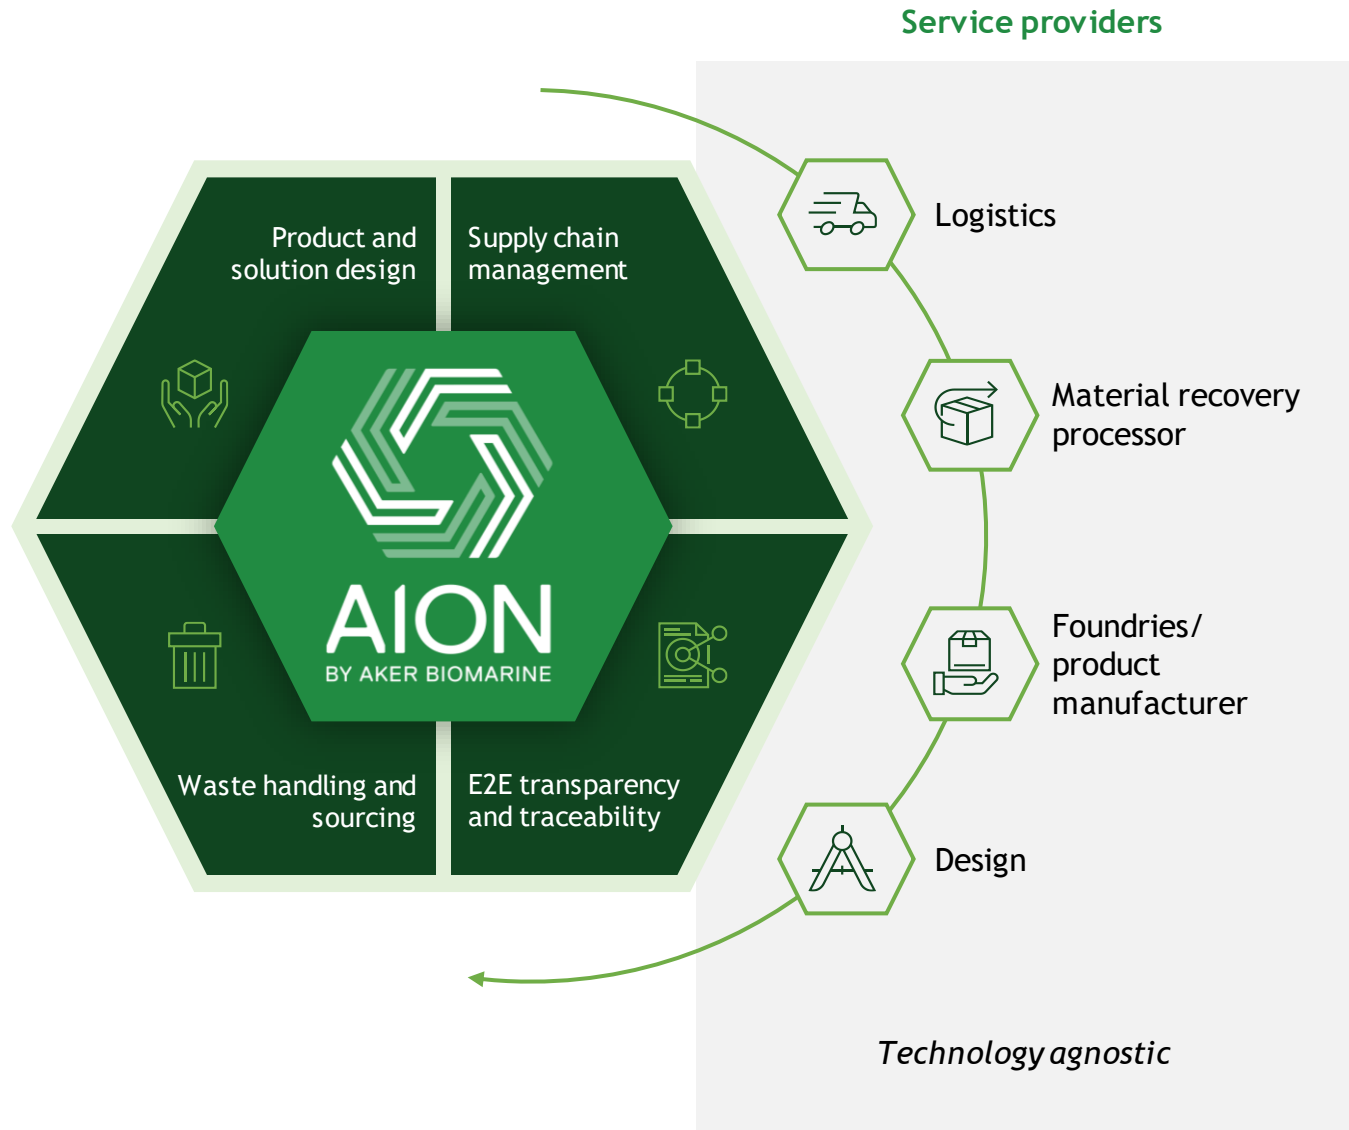 Service providers
Product and
solution design
Supply chain
management
AION
BY AKER BIOMARINE
Waste handling and
sourcing
E2E transparency
and traceability
Logistics
Material recovery
processor
Foundries/
product
manufacturer
Design
Technology agnostic